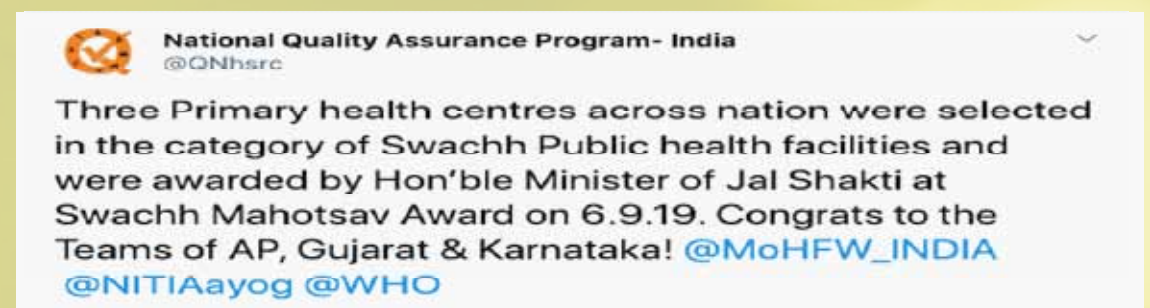 National Quality Assurance Program- India
@QNhsrc
Three Primary health centres across nation were selected
in the category of Swachh Public health facilities and
were awarded by Hon'ble Minister of Jal Shakti at
Swachh Mahotsav Award on 6.9.19. Congrats to the
Teams of AP, Gujarat & Karnataka! @MoHFW_INDIA
@NITIAayog @WHO